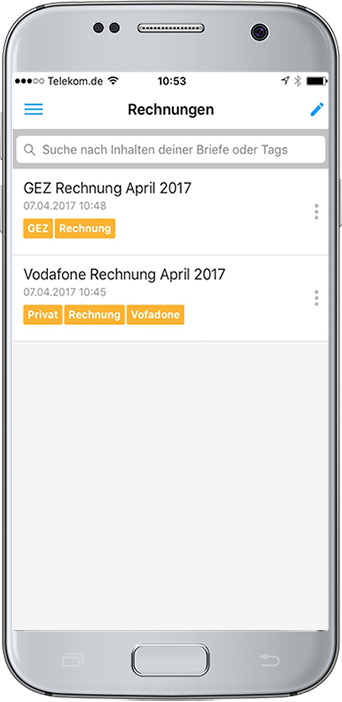 Telekom.de 10:53
Rechnungen
Suche nach Inhalten deiner Briefe oder Tags
GEZ Rechnung April 2017
07.04.2017 10:48
GEZ Rechnung
Vodafone Rechnung April 2017
07.04.2017 10:45
Privat Rechnung Vofadone